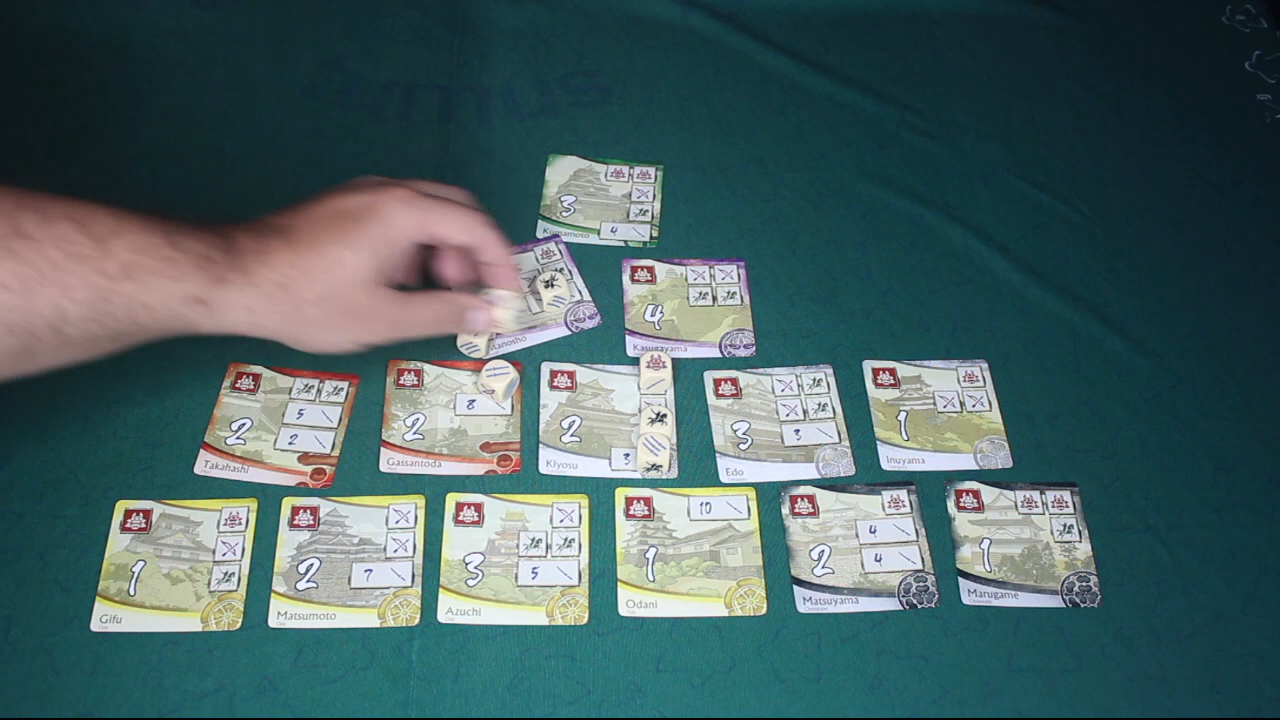 3
4
Kumamoto
tanosho
4
Kasugayama
2
5
2
Takahashi
2
8
Gassantoda
2
3
Kiyosu
3
3
Edo
1
Inuyama
1
Gifu
2
7
Matsumoto
3
5
Azuchi
1
10
Odani
2
4
4
Matsuyama
1
Marugame